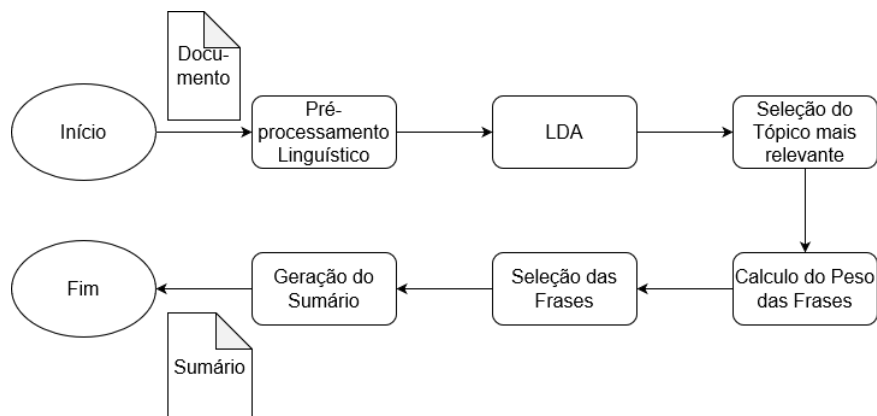 Docu-
mento
Início
Pré-
processamento
Linguístico
LDA
Seleção do
Tópico mais
relevante
Calculo do Peso
das Frases
Seleção das
Frases
Geração do
Sumário
Fim
Sumário